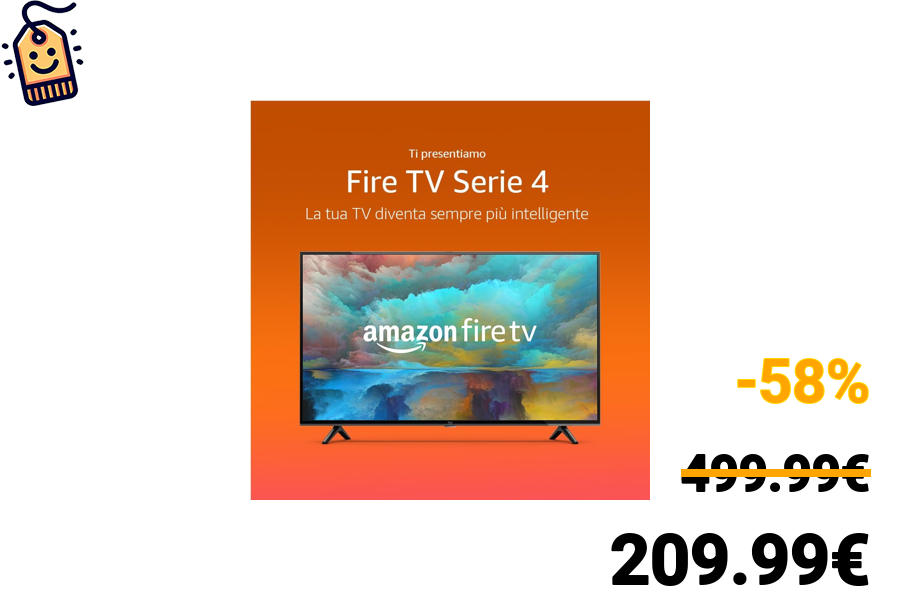 Ti presentiamo
Fire TV Serie 4
La tua TV diventa sempre più intelligente
amazon fire tv
-58%
499.99€
209.99€